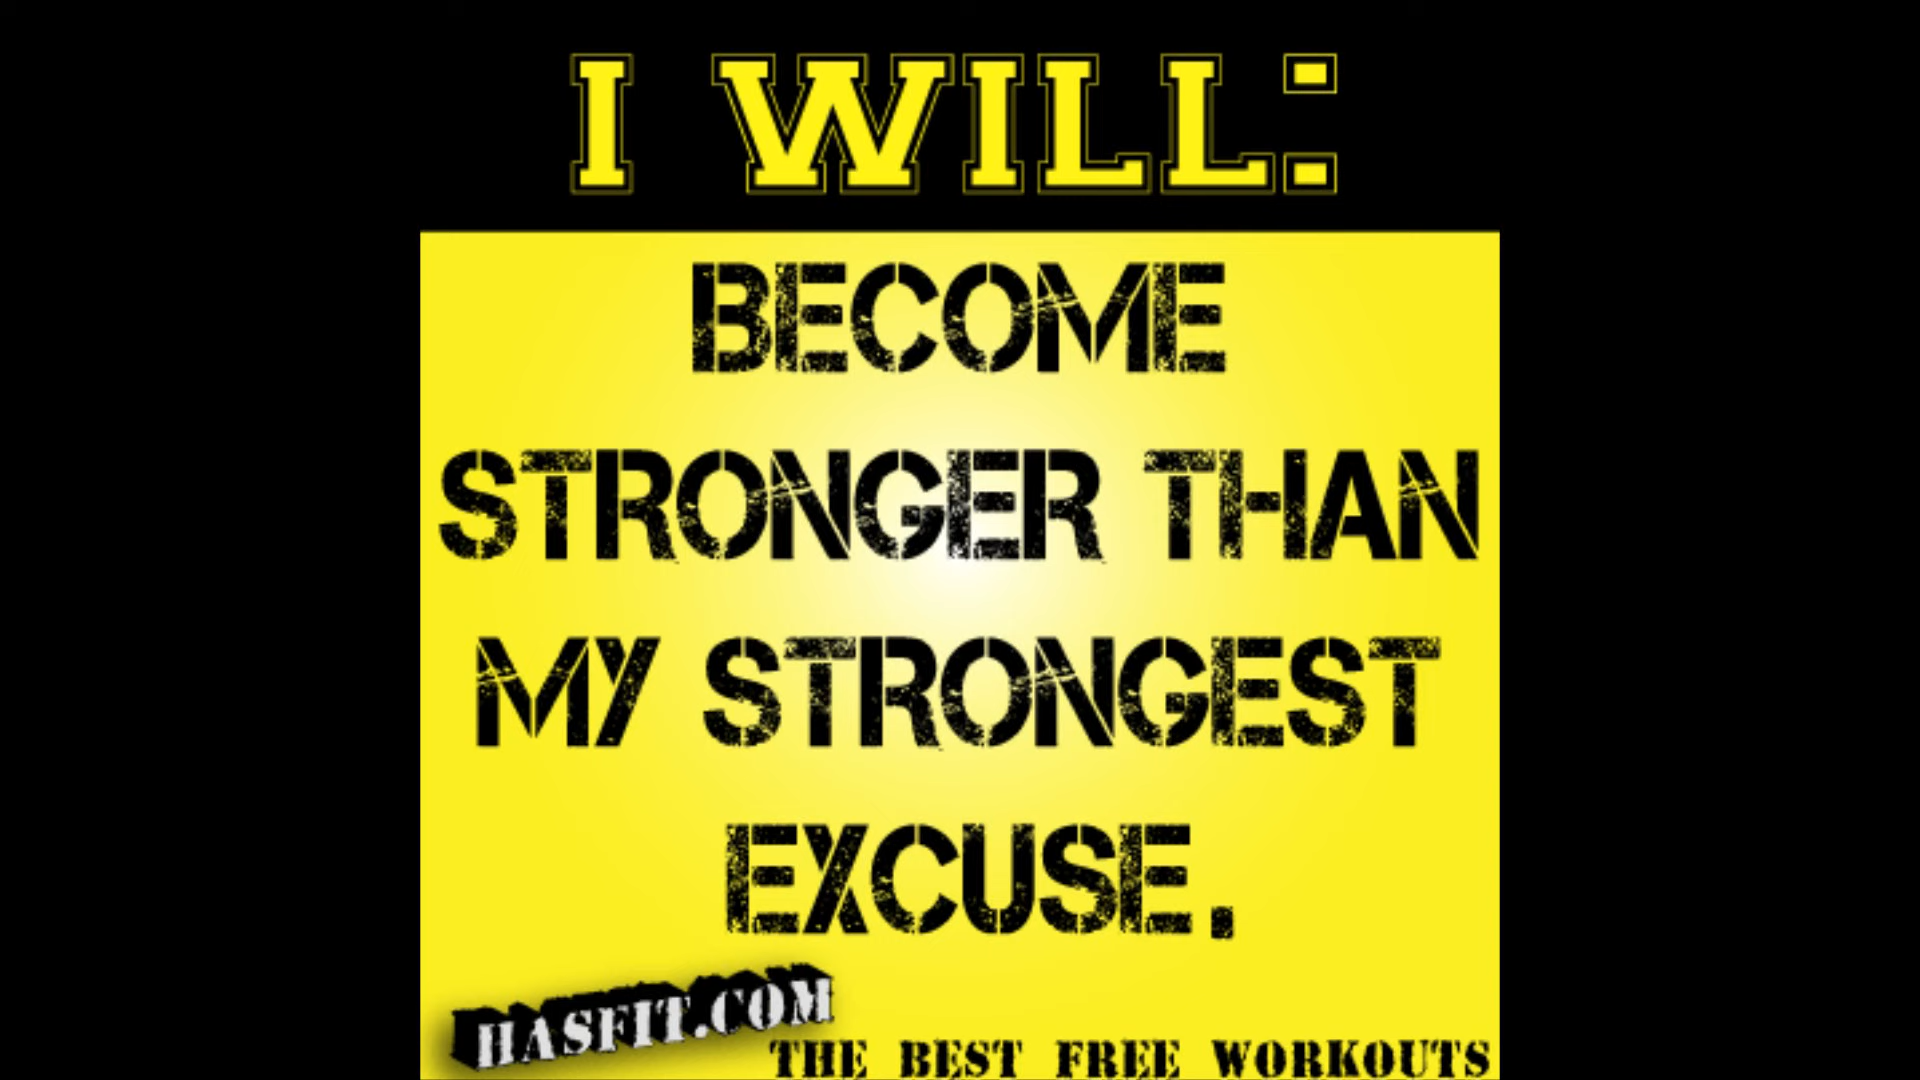 I WILL:
BECOME
STRONGER THAN
MY STRONGEST
EXCUSE.
HASFIT.COM
THE BEST FREE WORKOUTS